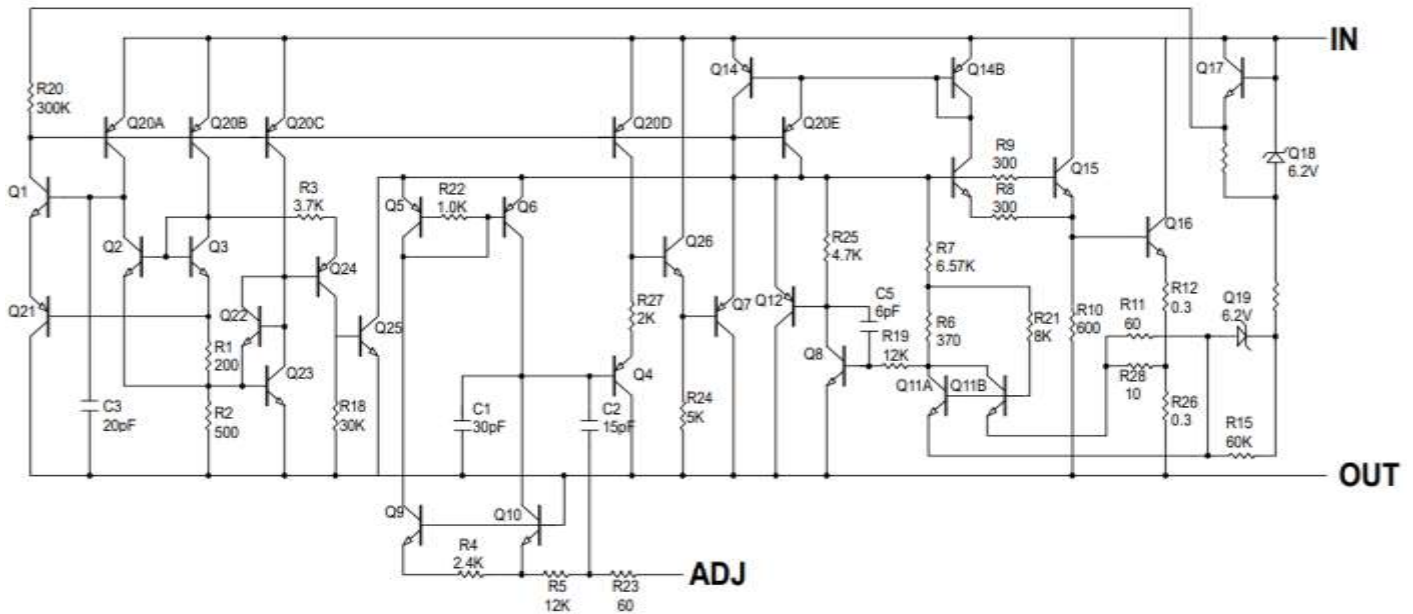 IN
Q14
Q14B
Q17
R20
300K
Q20A
Q20B
Q20C
Q20D
Q20E
R9
300
Q15
Q18
6.2V
Q1
R3
3.7K
Q5
R22
1.0K
Q6
R8
300
Q2
Q3
Q24
Q26
R25
4.7K
R7
6.57K
Q16
Q21
Q22
Q25
R27
2K
Q7
Q12
C5
6pF
R6
370
R21
8K
R10
600
R11
60
R12
0.3
Q19
6.2V
R1
200
Q23
Q4
Q8
R19
12K
Q11A
Q11B
R28
10
C3
20pF
R2
500
R18
30K
C1
30pF
C2
15pF
R24
5K
R26
0.3
R15
60K
OUT
Q9
Q10
R4
2.4K
R5
12K
R23
60
ADJ